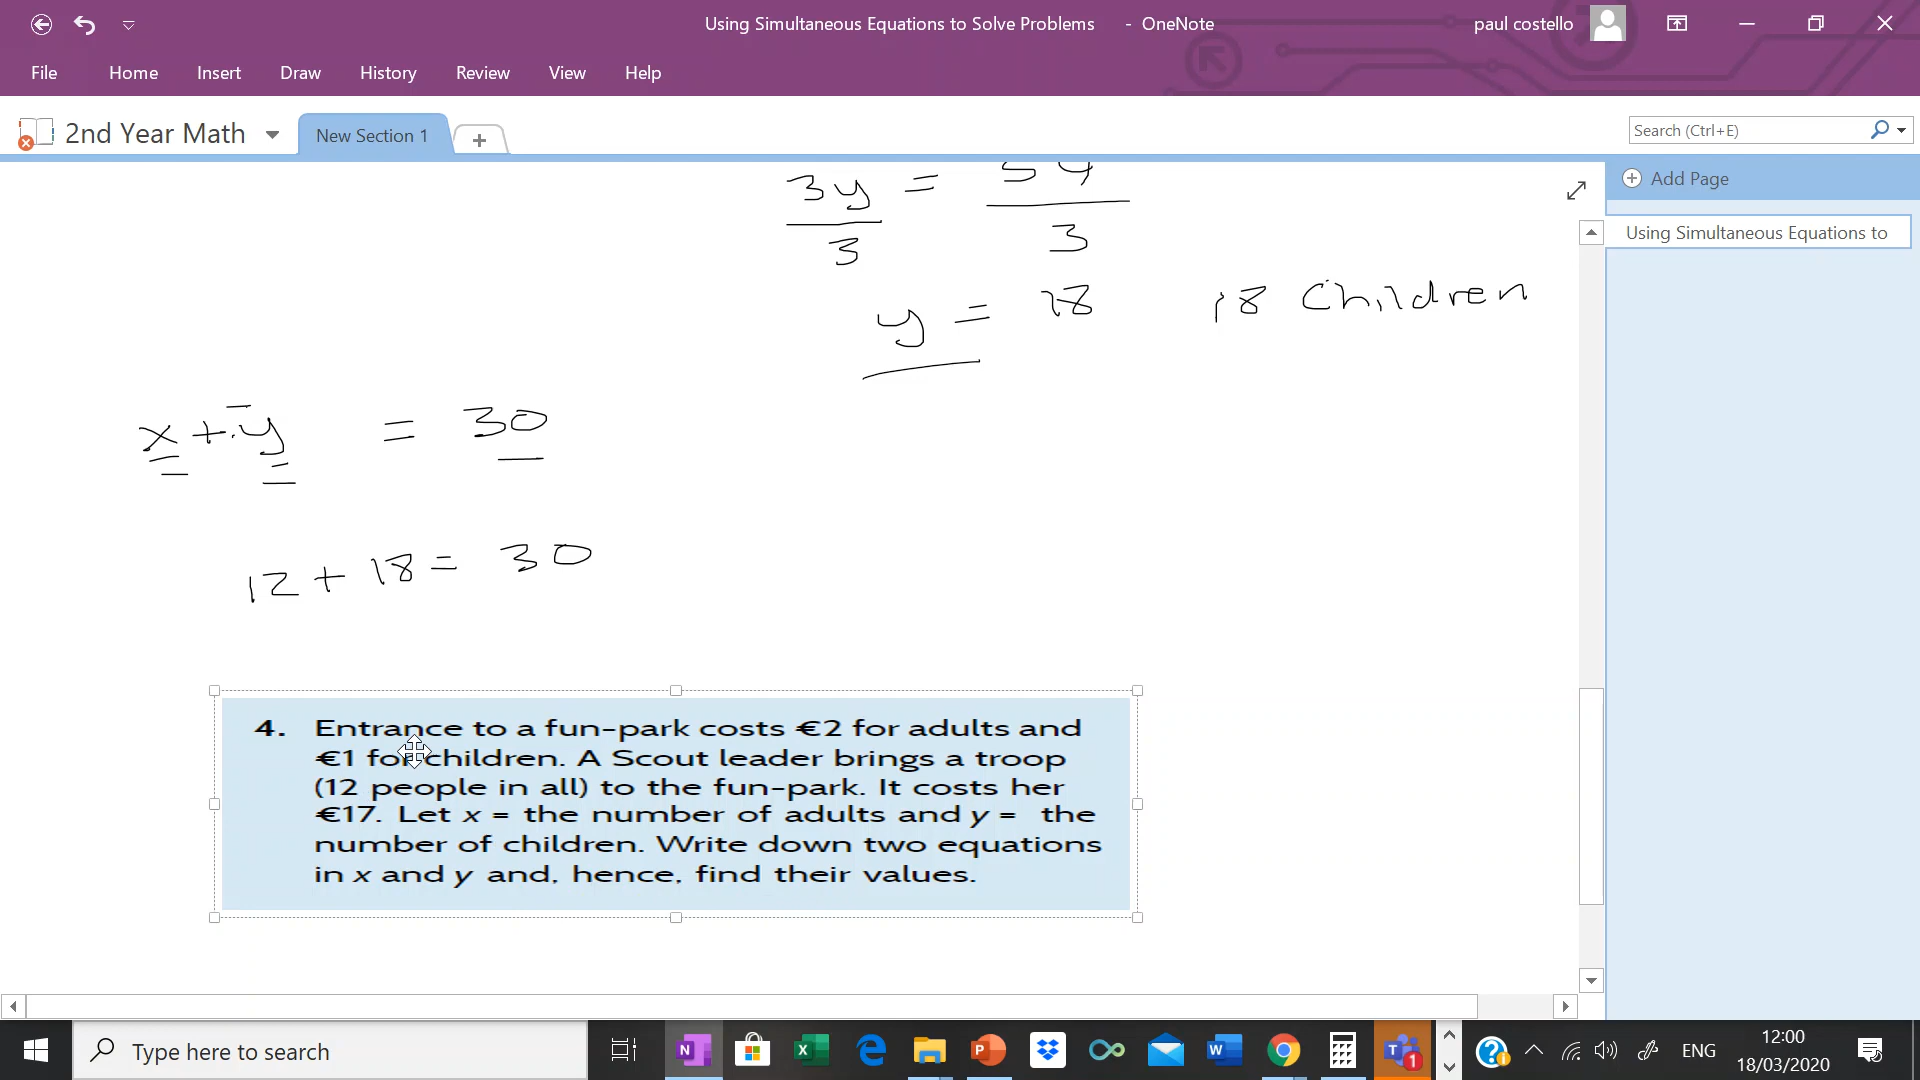 Using Simultaneous Equations to Solve Problems - OneNote
paul costello
File Home Insert Draw History Review View Help
2nd Year Math
New Section 1
Search (Ctrl+E)
Add Page
Using Simultaneous Equations to
3y = 54
3 3
y = 18 18 Children
x + y = 30
12 + 18 = 30
4. Entrance to a fun-park costs €2 for adults and
€1 for children. A Scout leader brings a troop
(12 people in all) to the fun-park. It costs her
€17. Let x = the number of adults and y = the
number of children. Write down two equations
in x and y and, hence, find their values.
Type here to search
ENG
12:00
18/03/2020